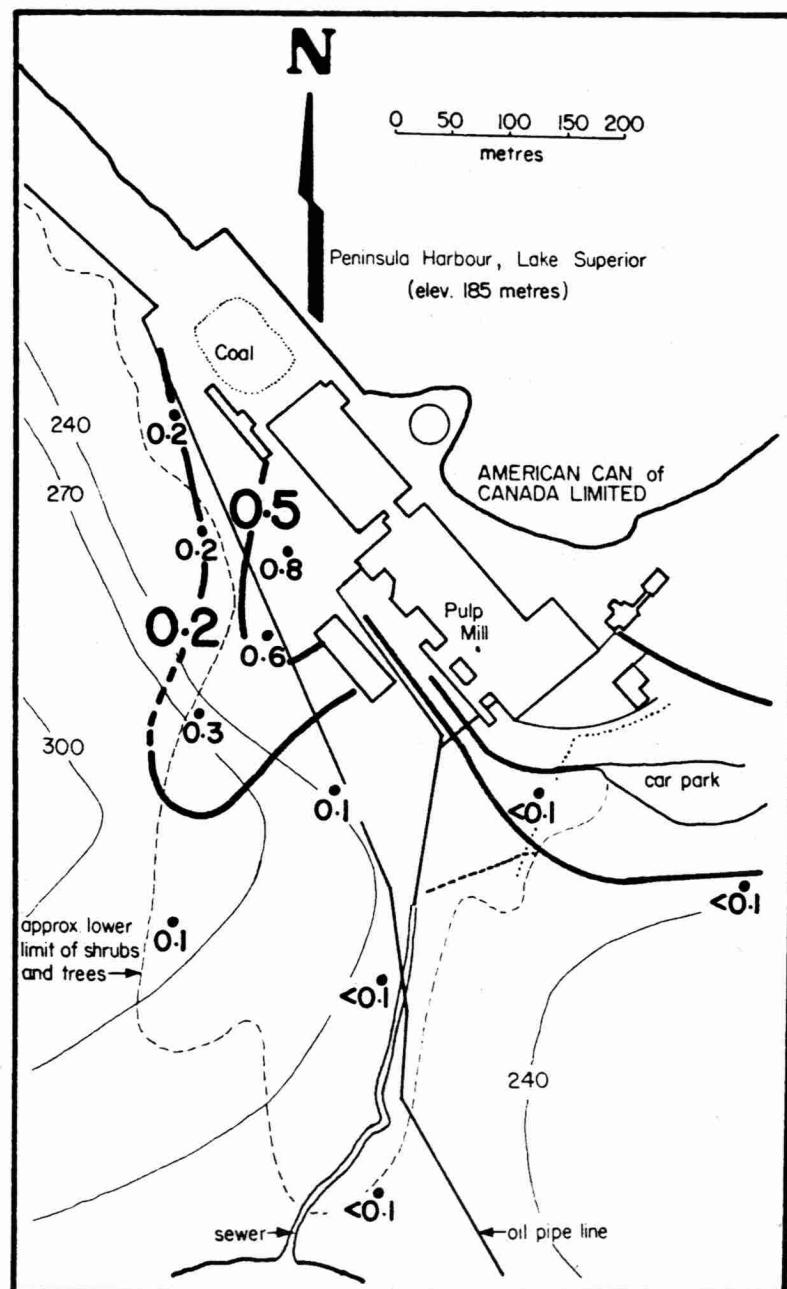 N
0 50 100 150 200
metres
Peninsula Harbour, Lake Superior
(elev. 185 metres)
Coal
240
0.2
270
AMERICAN CAN of
CANADA LIMITED
0.5
0.2
0.8
0.2
0.6
Pulp
Mill
0.3
300
car park
0.1
<0.1
<0.1
approx. lower
limit of shrubs
and trees
0.1
<0.1
240
<0.1
sewer
oil pipe line